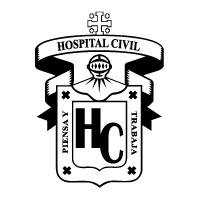 HOSPITAL CIVIL
PIENSA Y
TRABAJA
HC